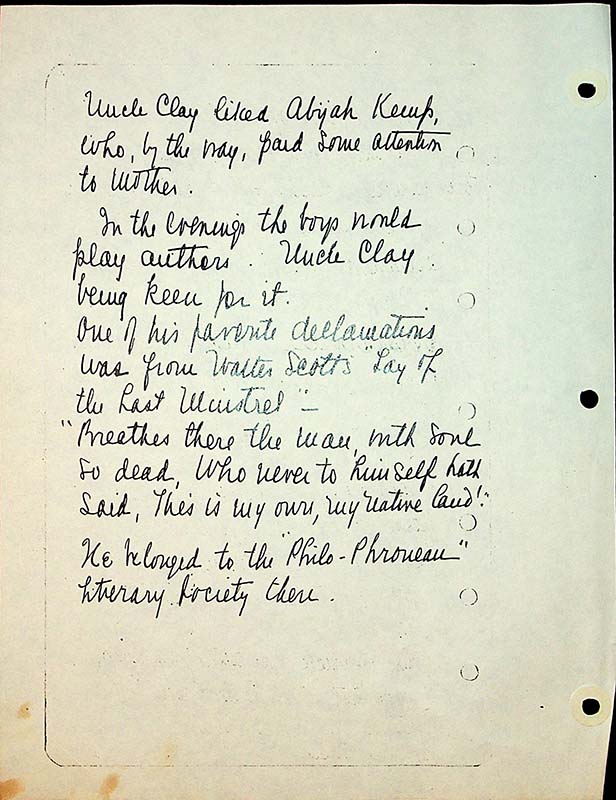 Uncle Clay liked Abijah Kemp,
who, by the way, paid some attention
to Mother.
In the evenings the boys would
play authors. Uncle Clay
being keen for it.
One of his favorite declamations
was from Walter Scott's "Lay of
the Last Minstrel" –
"Breathes there the man, with soul
so dead, Who never to himself hath
said, This is my own, my native land!"
He belonged to the "Philo-Phronean"
literary society there.